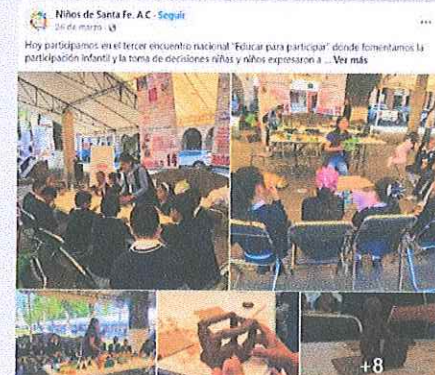 Niños de Santa Fe. A.C · Seguir
26 de marzo ·
Hoy participamos en el tercer encuentro nacional "Educar para participar" donde fomentamos la
participación infantil y la toma de decisiones niñas y niños expresaron a ... Ver más
+8